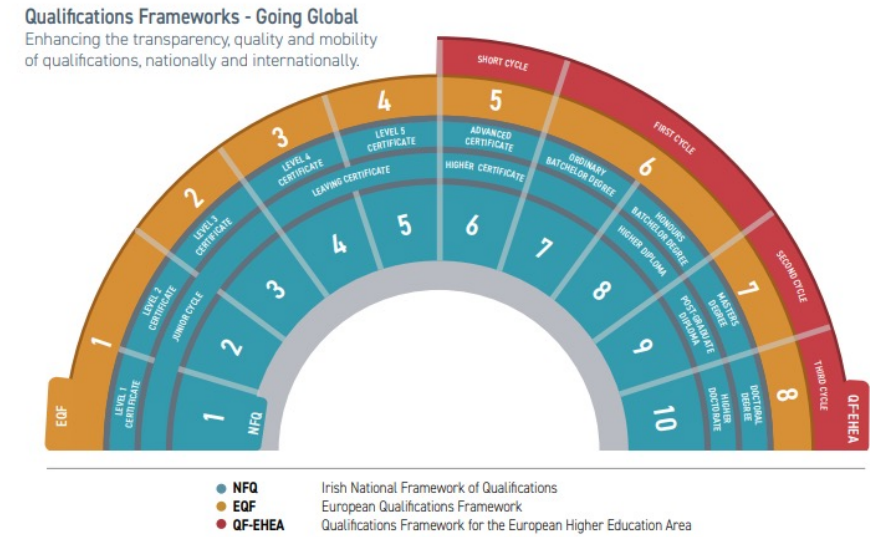 Qualifications Frameworks - Going Global
Enhancing the transparency, quality and mobility
of qualifications, nationally and internationally.
EQF
1
2
3
4
5
6
7
8
SHORT CYCLE
FIRST CYCLE
SECOND CYCLE
THIRD CYCLE
QF-EHEA
LEVEL 1
CERTIFICATE
LEVEL 2
CERTIFICATE
LEVEL 3
CERTIFICATE
LEVEL 4
CERTIFICATE
LEVEL 5
CERTIFICATE
ADVANCED
CERTIFICATE
ORDINARY
BATCHELOR DEGREE
HONOURS
BATCHELOR DEGREE
MASTERS
DEGREE
DOCTORAL
DEGREE
JUNIOR CYCLE
LEAVING CERTIFICATE
HIGHER CERTIFICATE
HIGHER DIPLOMA
POST-GRADUATE
DIPLOMA
HIGHER
DOCTORATE
NFQ
1
2
3
4
5
6
7
8
9
10
NFQ Irish National Framework of Qualifications
EQF European Qualifications Framework
QF-EHEA Qualifications Framework for the European Higher Education Area